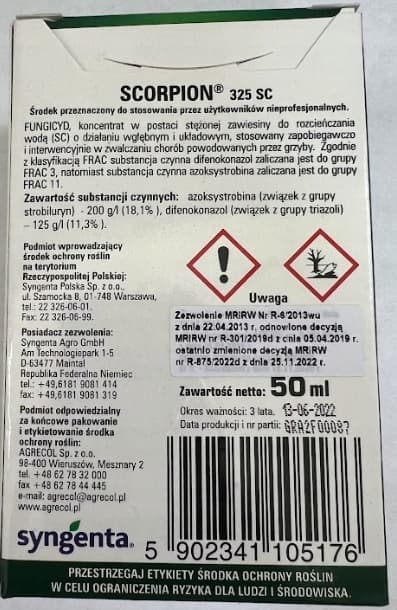 SCORPION® 325 SC
Środek przeznaczony do stosowania przez użytkowników nieprofesjonalnych.
FUNGICYD, koncentrat w postaci stężonej zawiesiny do rozcieńczania
wodą (SC) o działaniu wgłębnym i układowym, stosowany zapobiegawczo
i interwencyjnie w zwalczaniu chorób powodowanych przez grzyby. Zgodnie
z klasyfikacją FRAC substancja czynna difenokonazol zaliczana jest do grupy
FRAC 3, natomiast substancja czynna azoksystrobina zaliczana jest do grupy
FRAC 11.
Zawartość substancji czynnych: azoksystrobina (związek z grupy
strobiluryn) - 200 g/l (18,1% ), difenokonazol (związek z grupy triazoli)
– 125 g/l (11,3% ).
Podmiot wprowadzający
środek ochrony roślin
na terytorium
Rzeczypospolitej Polskiej:
Syngenta Polska Sp. z o.o.,
ul. Szamocka 8, 01-748 Warszawa,
tel.: 22 326-06-01.
Fax: 22 326-06-99.
Posiadacz zezwolenia:
Syngenta Agro GmbH
Am Technologiepark 1-5
D-63477 Maintal
Republika Federalna Niemiec
tel.: +49,6181 9081 414
fax: +49,6181 9081 319
Podmiot odpowiedzialny
za końcowe pakowanie
i etykietowanie środka
ochrony roślin:
AGRECOL Sp. z o.o.
98-400 Wieruszów, Mesznary 2
tel. +48 62 78 32 000
fax +48 62 78 44 445
e-mail: agrecol@agrecol.pl
www.agrecol.pl
Uwaga
Zezwolenie MRiRW Nr R-6/2013wu
z dnia 22.04.2013 r. odnowione decyzją
MRiRW nr R-301/2019d z dnia 05.04.2019 r.
ostatnio zmienione decyzją MRiRW
nr R-875/2022d z dnia 25.11.2022 r.
Zawartość netto: 50 ml
Okres ważności: 3 lata. 13-06-2022
Data produkcji i nr partii: GRA2F00087
syngenta®
5 902341 105176
PRZESTRZEGAJ ETYKIETY ŚRODKA OCHRONY ROŚLIN
W CELU OGRANICZENIA RYZYKA DLA LUDZI I ŚRODOWISKA.